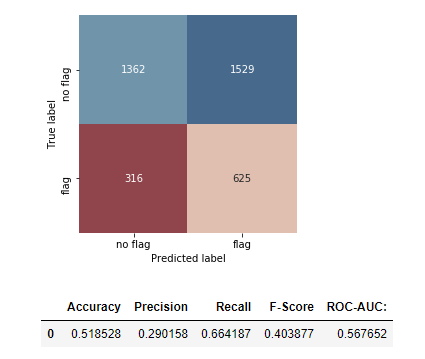 True label
no flag
1362 1529
flag
316 625
no flag flag
Predicted label
Accuracy Precision Recall F-Score ROC-AUC:
0 0.518528 0.290158 0.664187 0.403877 0.567652